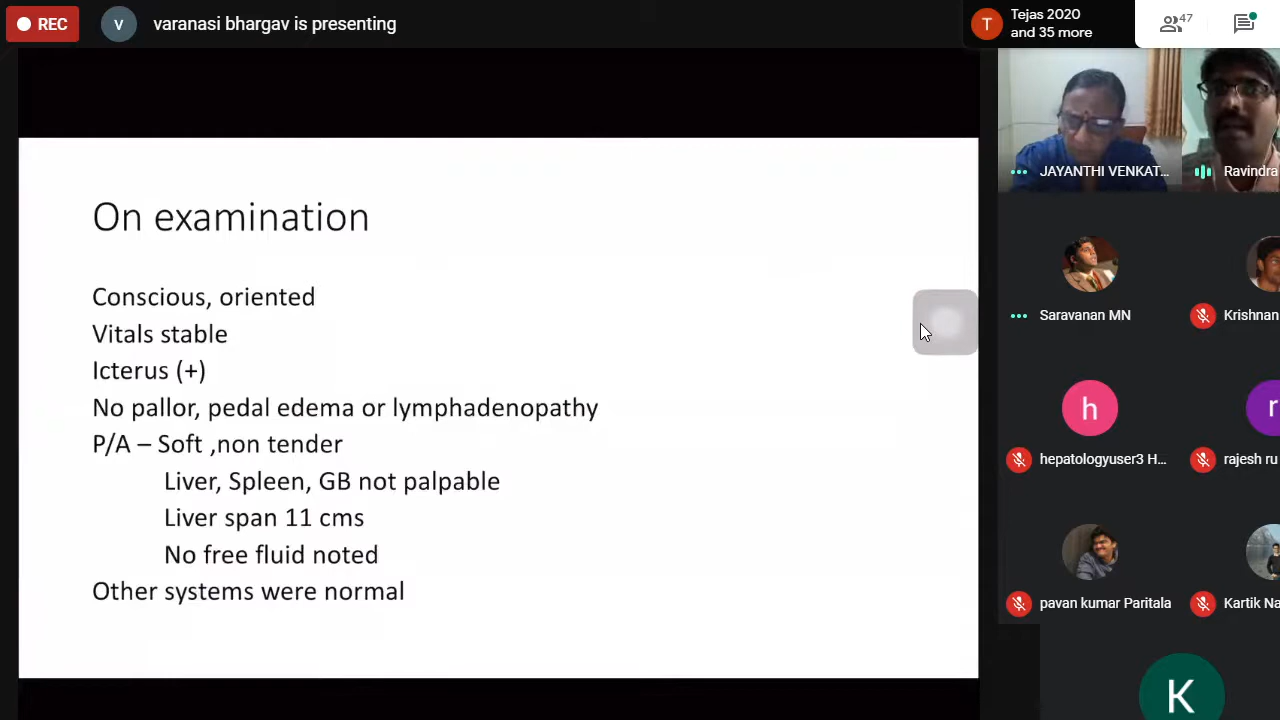 REC
v
varanasi bhargav is presenting
T
Tejas 2020
and 35 more
47
On examination
Conscious, oriented
Vitals stable
Icterus (+)
No pallor, pedal edema or lymphadenopathy
P/A – Soft ,non tender
Liver, Spleen, GB not palpable
Liver span 11 cms
No free fluid noted
Other systems were normal
JAYANTHI VENKAT...
Ravindra
Saravanan MN
Krishnan
h
r
hepatologyuser3 H...
rajesh ru
pavan kumar Paritala
Kartik Na
K